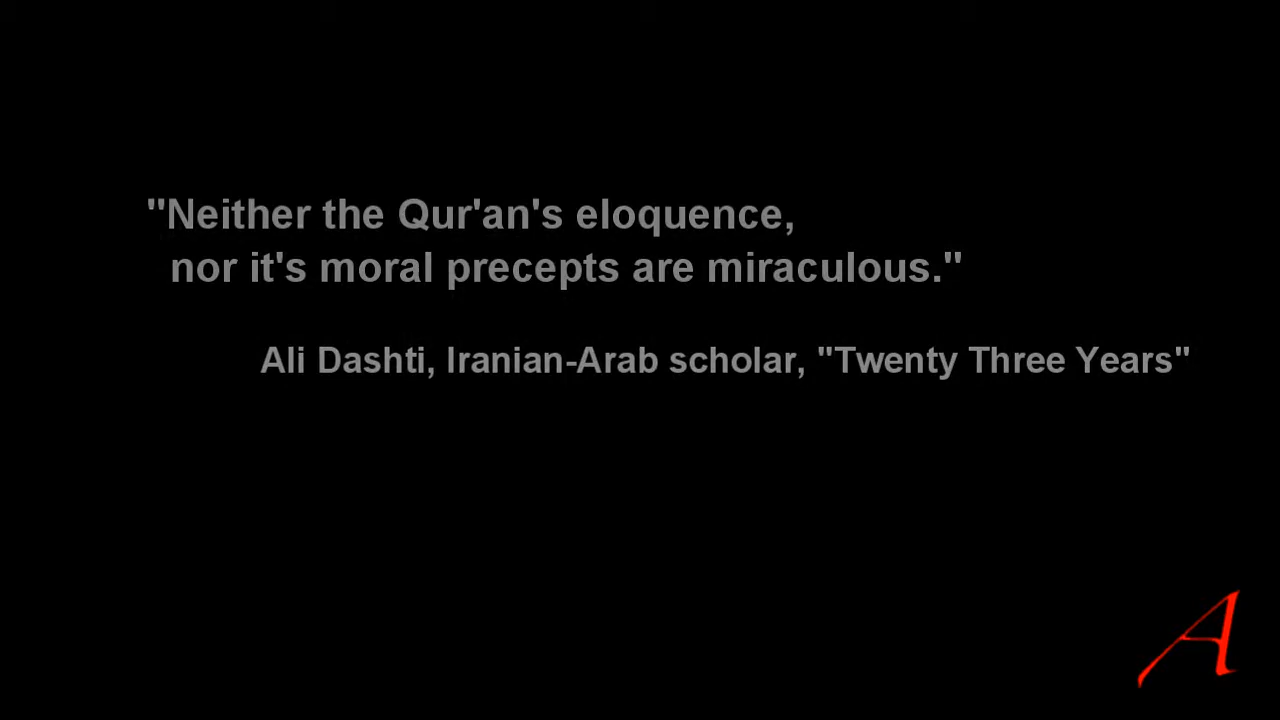 "Neither the Qur'an's eloquence,
nor it's moral precepts are miraculous."
Ali Dashti, Iranian-Arab scholar, "Twenty Three Years"
A